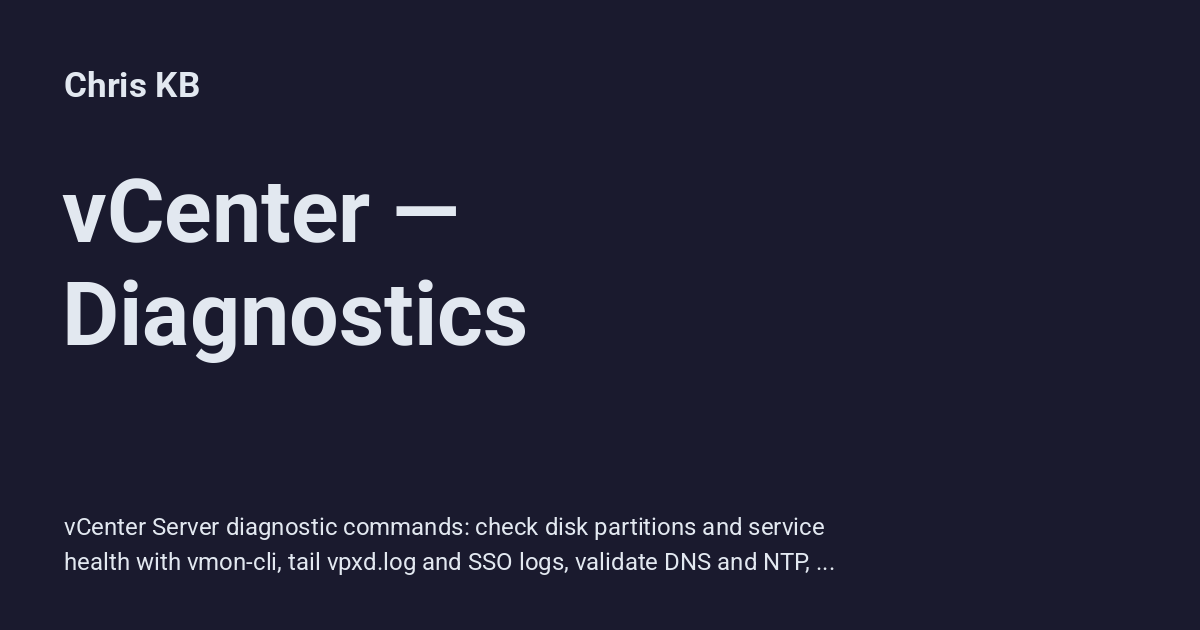 Chris KB
vCenter —
Diagnostics
vCenter Server diagnostic commands: check disk partitions and service
health with vmon-cli, tail vpxd.log and SSO logs, validate DNS and NTP, ...